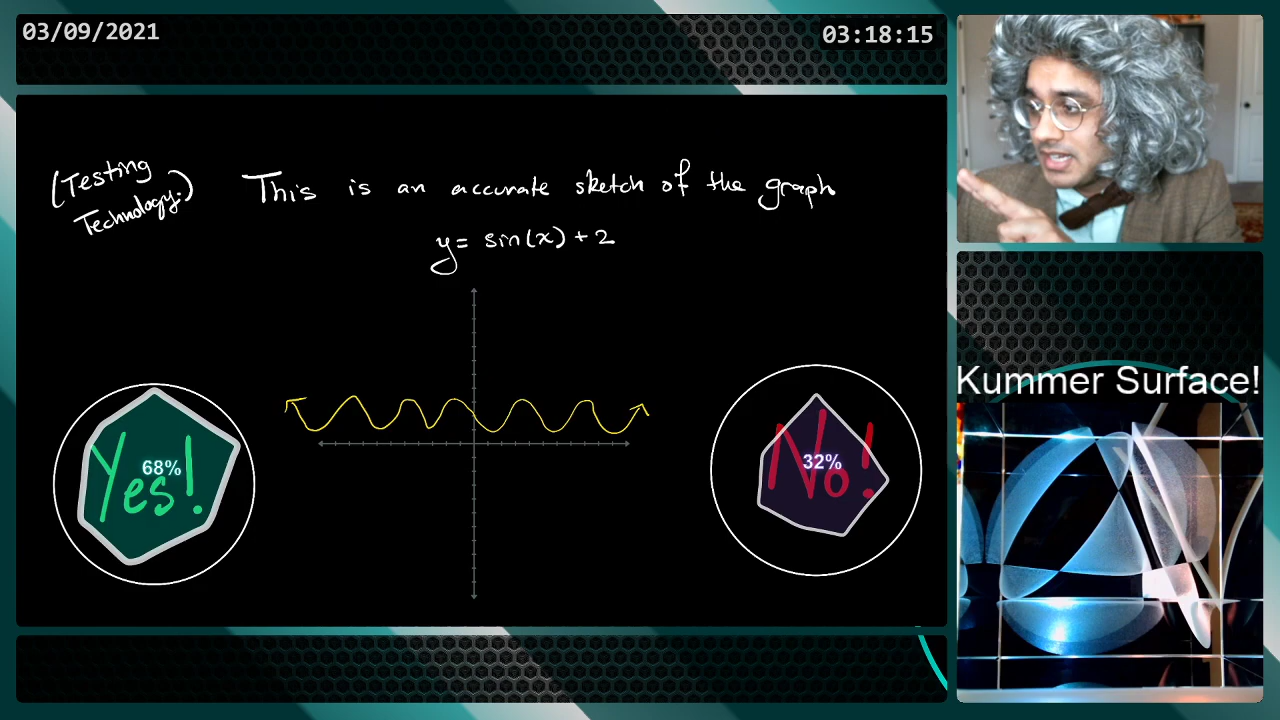 03/09/2021
03:18:15
(Testing
Technology.)
This is an accurate sketch of the graph
y = sin(x) + 2
Yes!
68%
No!
32%
Kummer Surface!